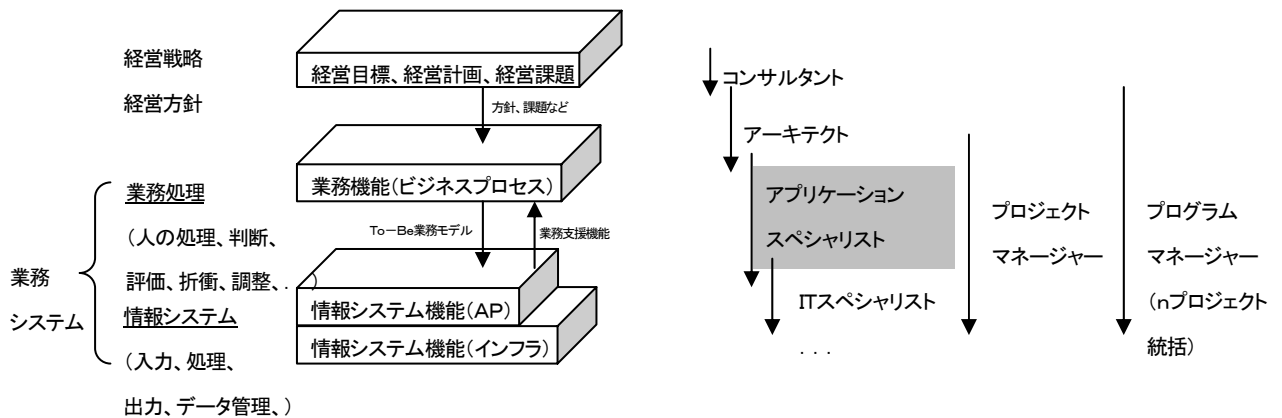 経営戦略
経営方針
経営目標、経営計画、経営課題
方針、課題など
業務機能(ビジネスプロセス)
To－Be業務モデル
業務支援機能
情報システム機能(AP)
情報システム機能(インフラ)
業務
システム
業務処理
(人の処理、判断、
評価、折衝、調整、. . )
情報システム
(入力、処理、
出力、データ管理、)
コンサルタント
アーキテクト
アプリケーション
スペシャリスト
ITスペシャリスト
. . .
プロジェクト
マネージャー
プログラム
マネージャー
(nプロジェクト
統括)